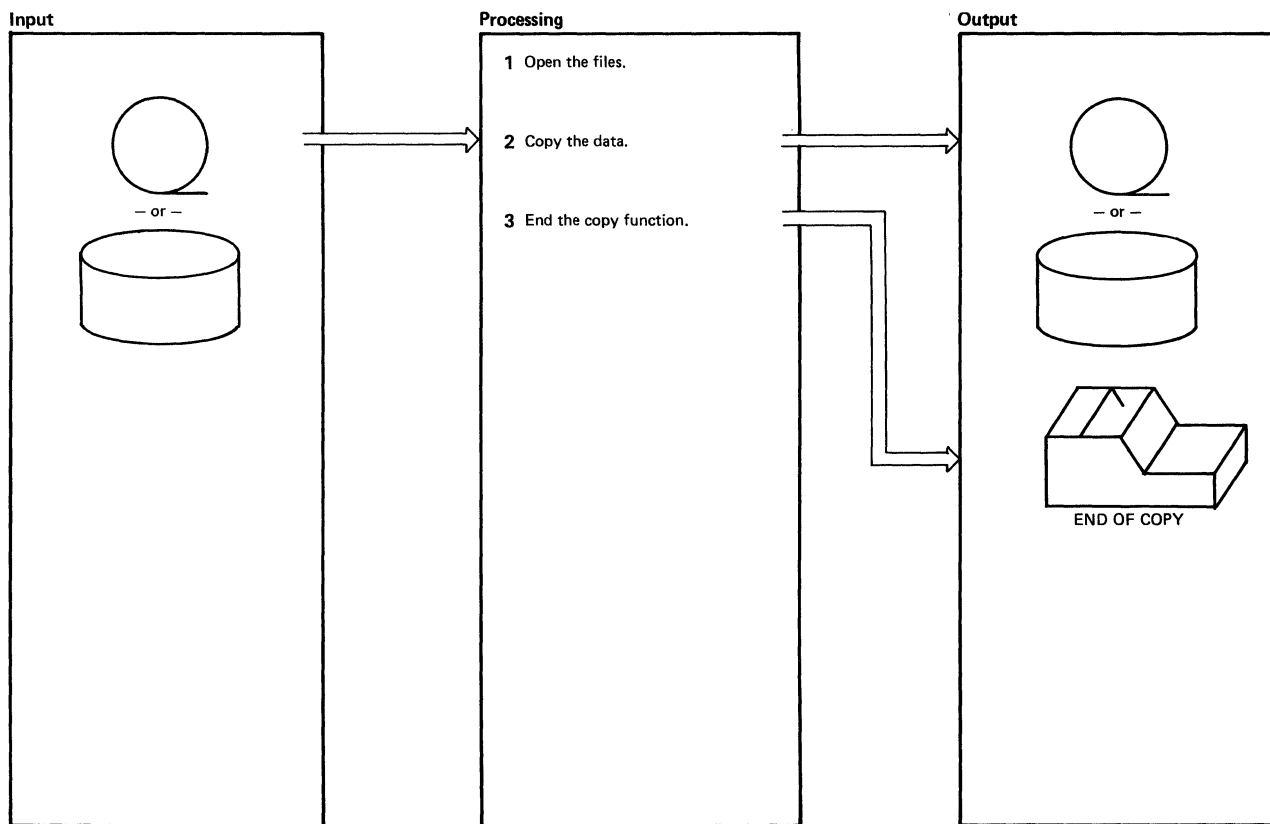 Input
Processing
Output
1 Open the files.
2 Copy the data.
3 End the copy function.
— or —
— or —
END OF COPY